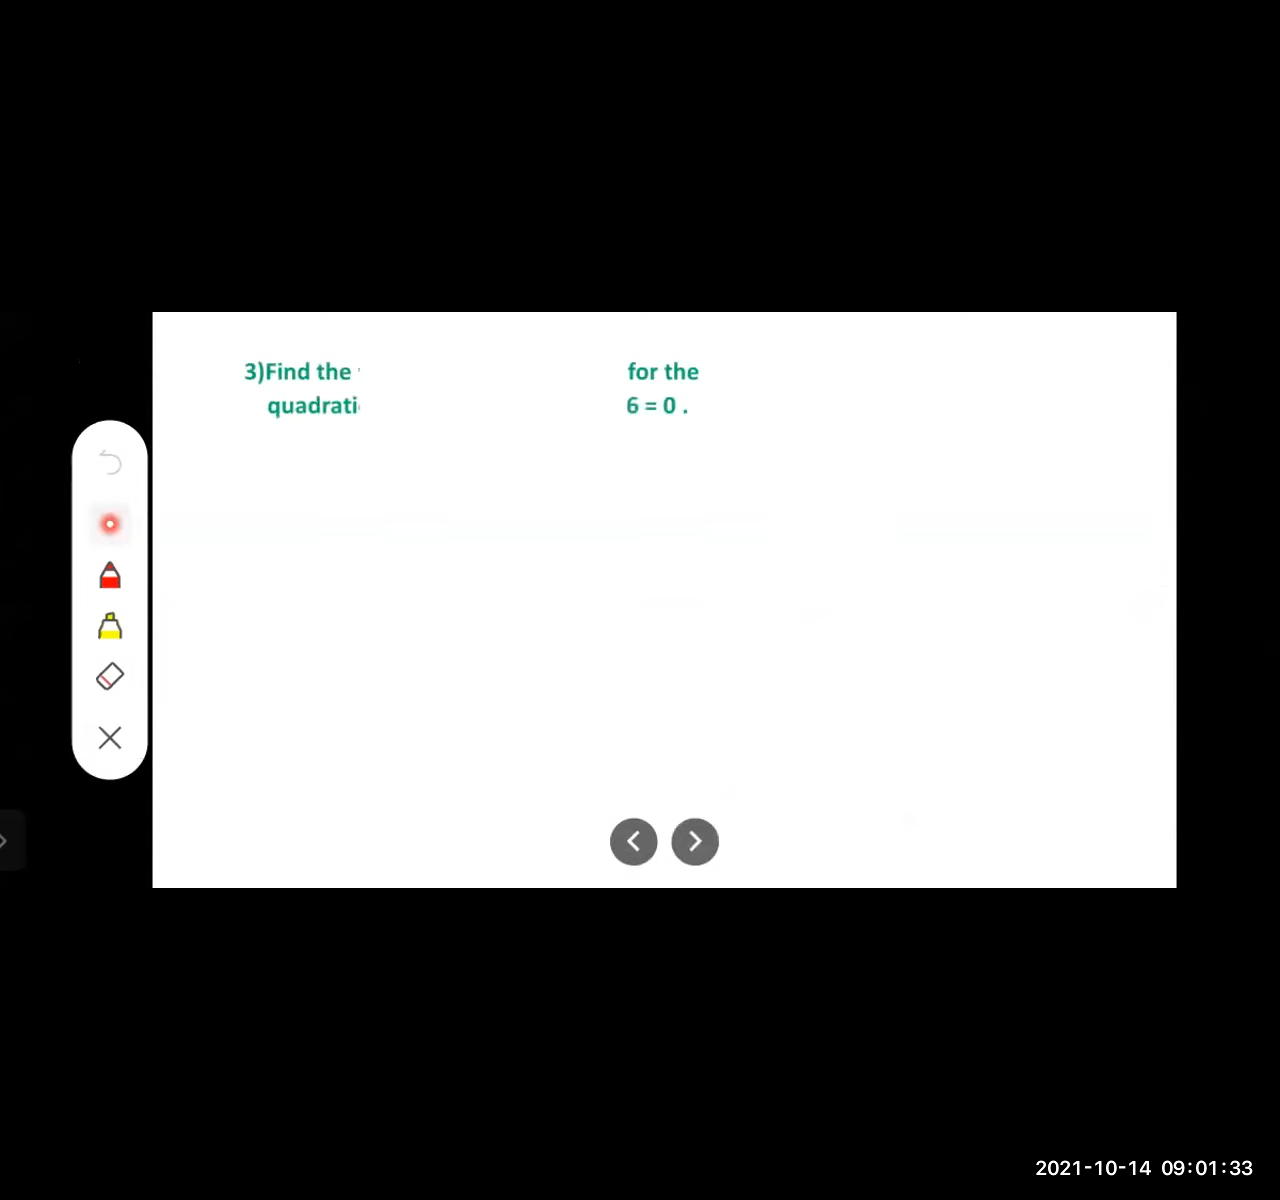 3)Find the for the
quadrati 6 = 0 .
2021-10-14 09:01:33